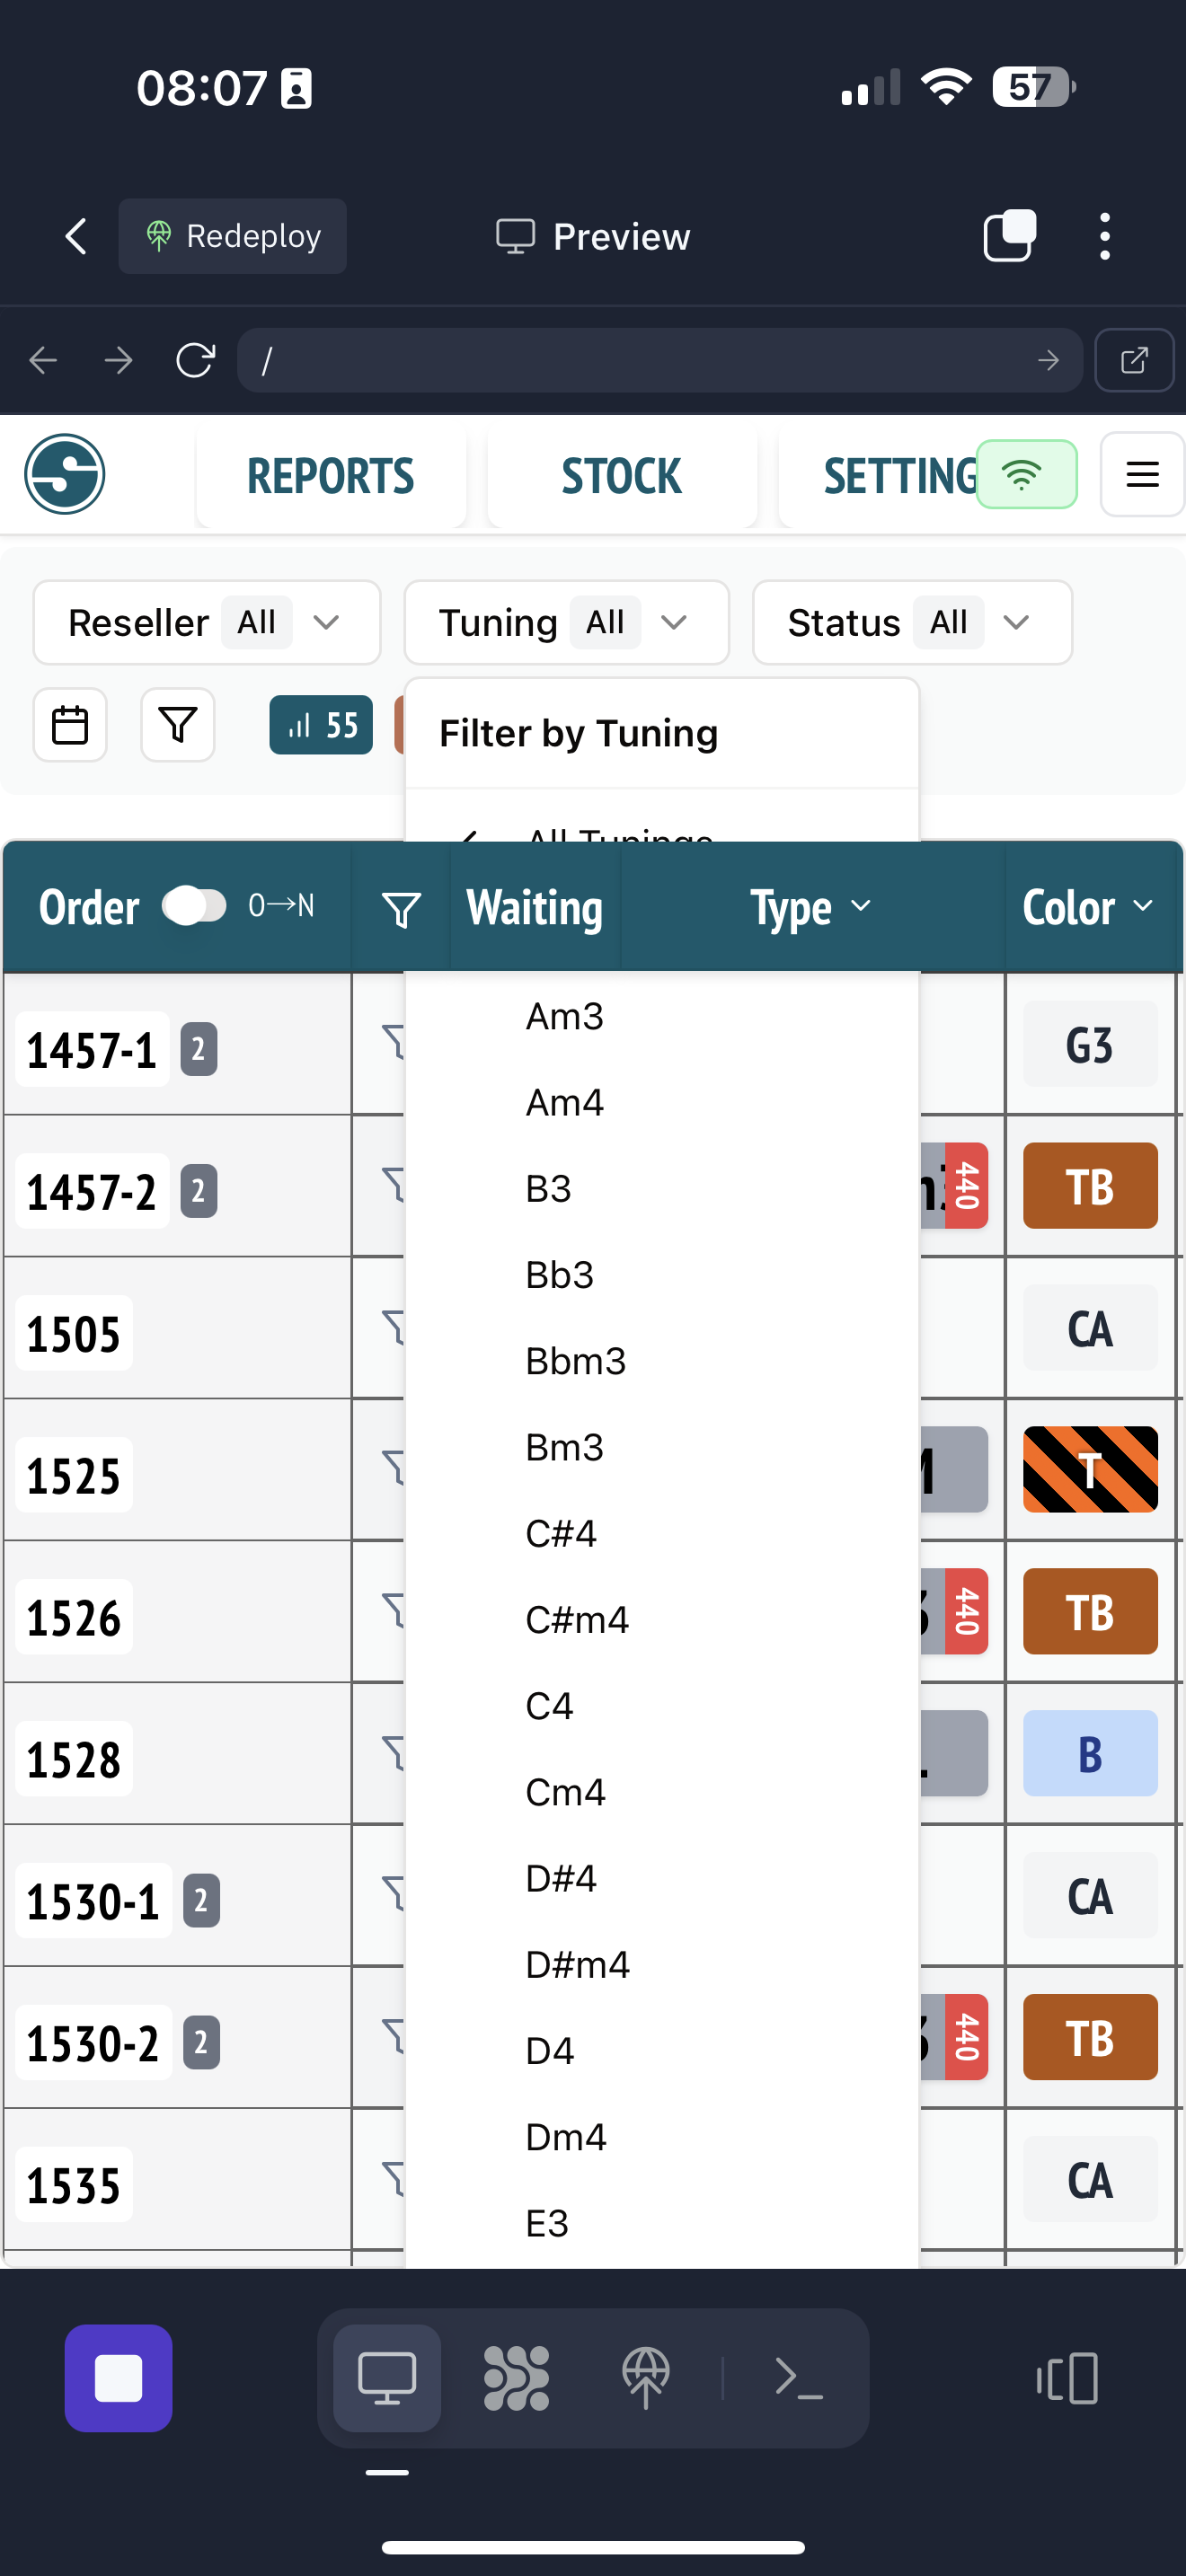 08:07
57
Redeploy
Preview
/
REPORTS STOCK SETTING
Reseller All
Tuning All
Status All
55
Filter by Tuning
All Tunings
Order 0→N Waiting Type Color
1457-1 2 Am3 G3
Am4
1457-2 2 B3 440 TB
Bb3
1505 Bbm3 CA
Bm3
1525 C#4 T
C#m4
1526 440 TB
C4
1528 Cm4 B
D#4
1530-1 2 CA
D#m4
1530-2 2 D4 440 TB
Dm4
1535 E3 CA